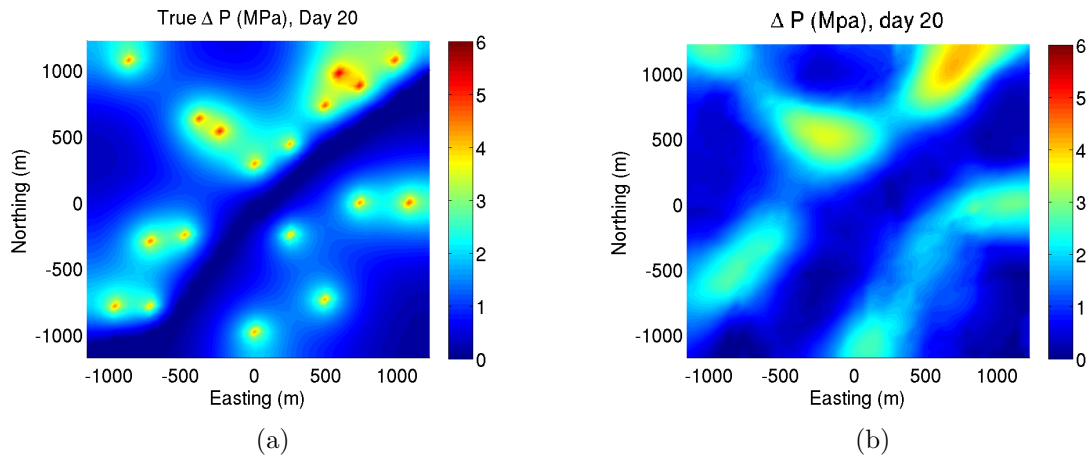 True Δ P (MPa), Day 20
1000
500
0
-500
-1000
Northing (m)
-1000 -500 0 500 1000
Easting (m)
6
5
4
3
2
1
0
(a)
Δ P (Mpa), day 20
1000
500
0
-500
-1000
Northing (m)
-1000 -500 0 500 1000
Easting (m)
6
5
4
3
2
1
0
(b)